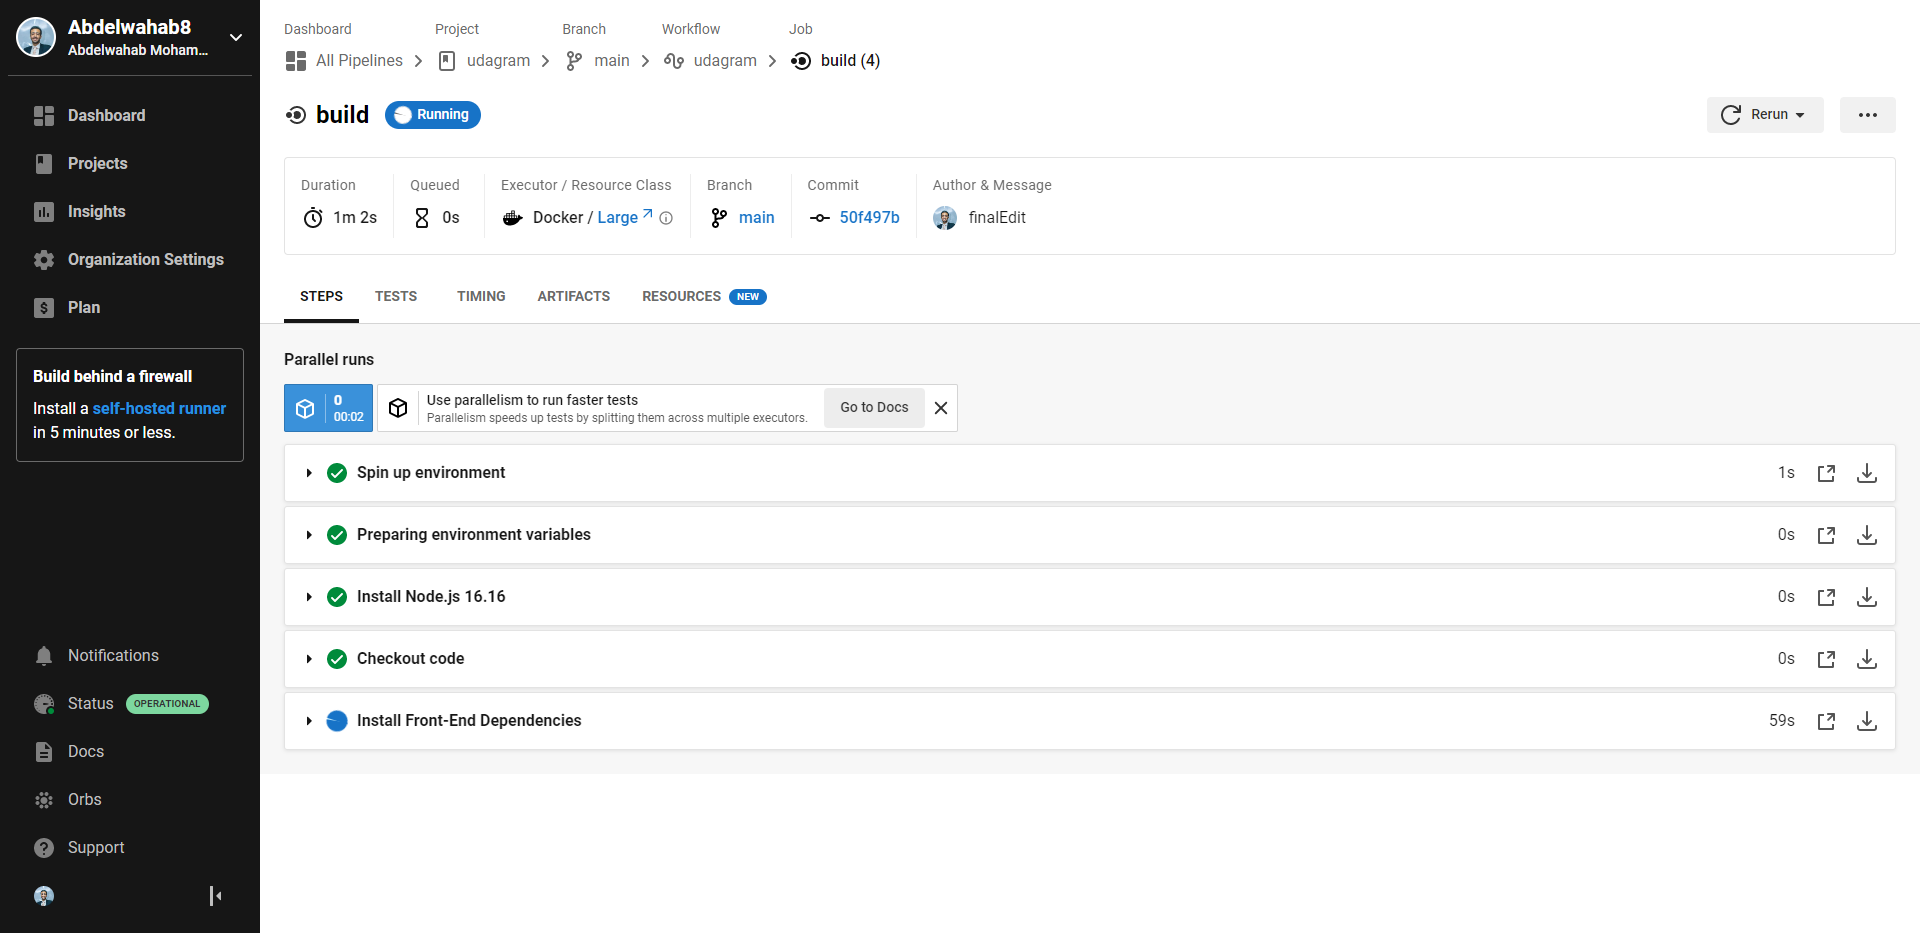 Abdelwahab8
Abdelwahab Moham...
Dashboard
Projects
Insights
Organization Settings
Plan
Build behind a firewall
Install a self-hosted runner
in 5 minutes or less.
Notifications
Status OPERATIONAL
Docs
Orbs
Support
Dashboard Project Branch Workflow Job
All Pipelines udagram main udagram build (4)
build Running Rerun
Duration Queued Executor / Resource Class Branch Commit Author & Message
1m 2s 0s Docker / Large main 50f497b finalEdit
STEPS TESTS TIMING ARTIFACTS RESOURCES NEW
Parallel runs
0
00:02
Use parallelism to run faster tests
Parallelism speeds up tests by splitting them across multiple executors.
Go to Docs
Spin up environment 1s
Preparing environment variables 0s
Install Node.js 16.16 0s
Checkout code 0s
Install Front-End Dependencies 59s